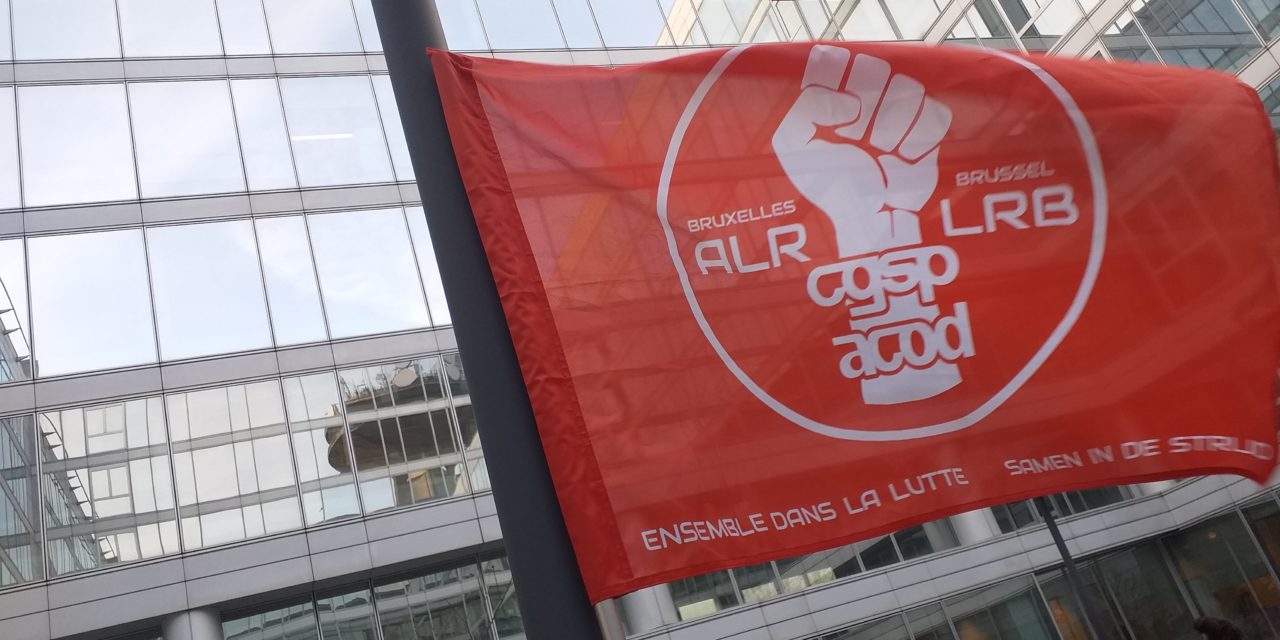 BRUXELLES
ALR
BRUSSEL
LRB
cgsp
acod
ENSEMBLE DANS LA LUTTE
SAMEN IN DE STRIJD